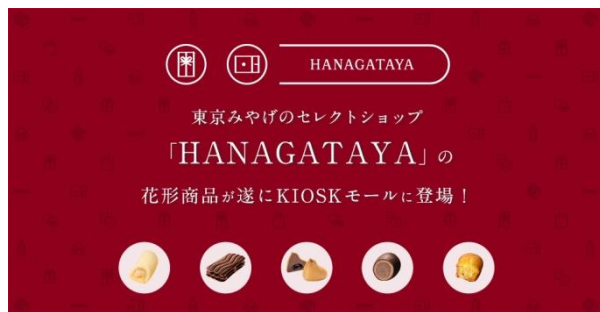 HANAGATAYA
東京みやげのセレクトショップ
「HANAGATAYA」の
花形商品が遂にKIOSKモールに登場！